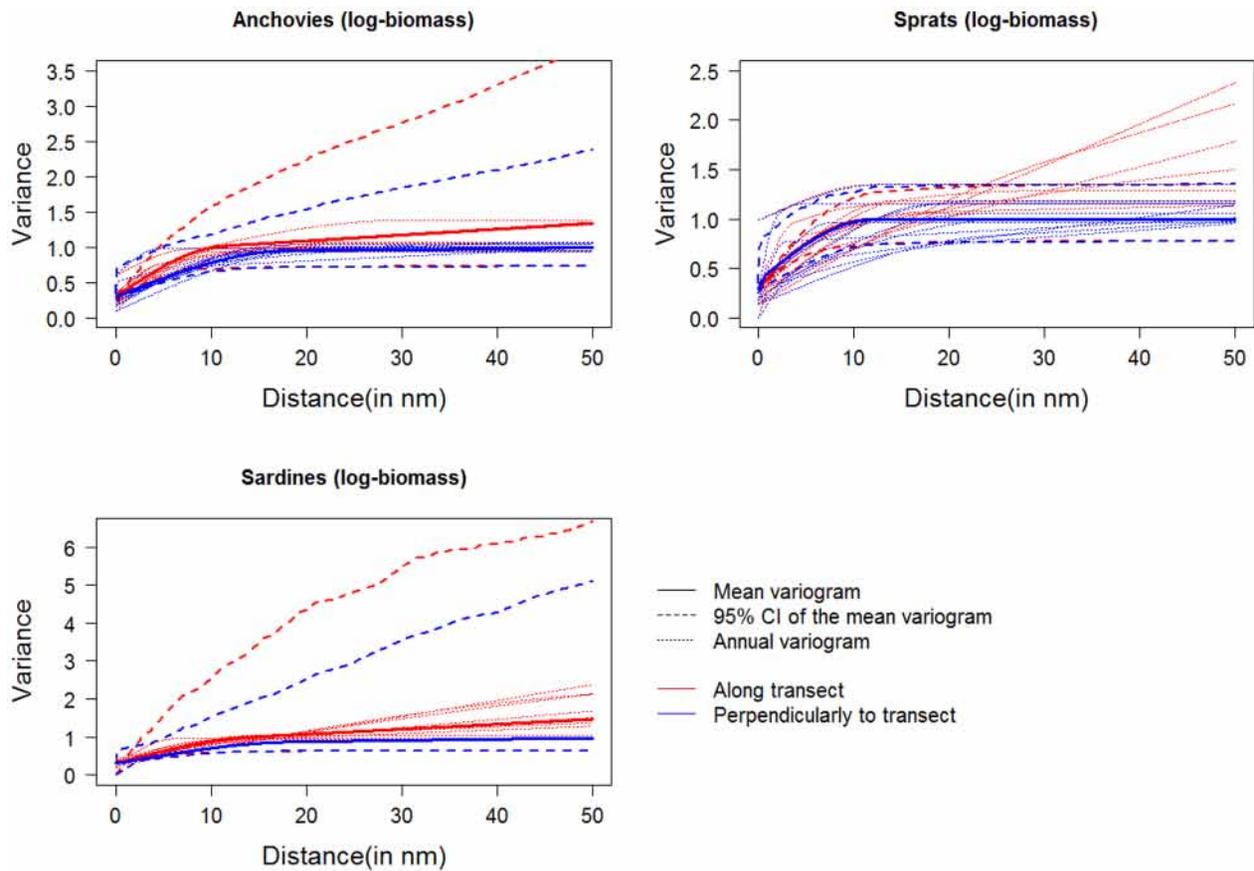 Anchovies (log-biomass)
Variance
3.5
3.0
2.5
2.0
1.5
1.0
0.5
0.0
0 10 20 30 40 50
Distance(in nm)
Sprats (log-biomass)
Variance
2.5
2.0
1.5
1.0
0.5
0.0
0 10 20 30 40 50
Distance(in nm)
Sardines (log-biomass)
Variance
6
5
4
3
2
1
0
0 10 20 30 40 50
Distance(in nm)
Mean variogram
95% CI of the mean variogram
Annual variogram
Along transect
Perpendicularly to transect